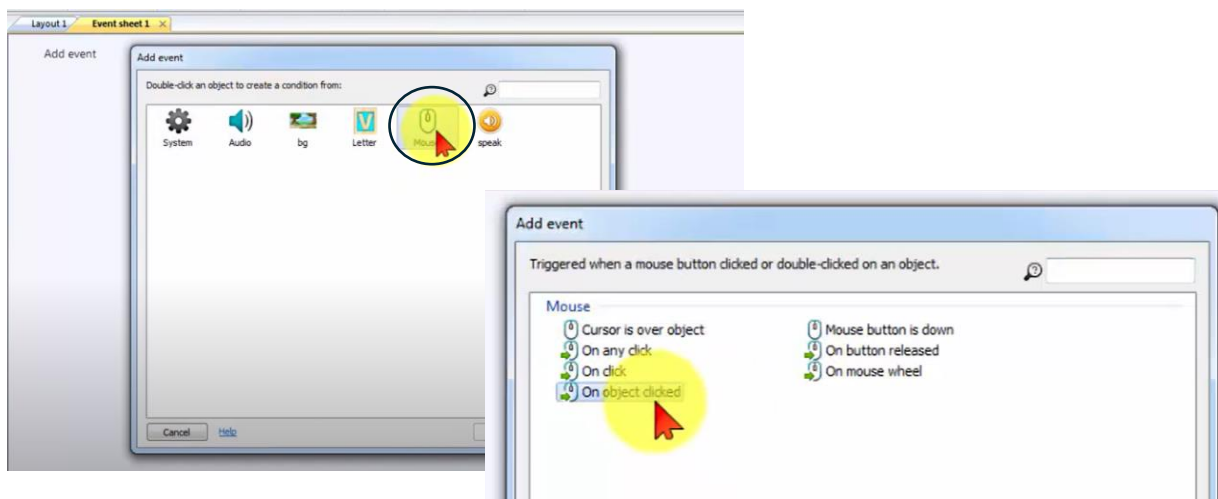 Layout 1 Event sheet 1 ×
Add event
Add event
Double-click an object to create a condition from:
System Audio bg Letter Mouse speak
Cancel Help
Add event
Triggered when a mouse button clicked or double-clicked on an object.
Mouse
Cursor is over object Mouse button is down
On any click On button released
On click On mouse wheel
On object clicked